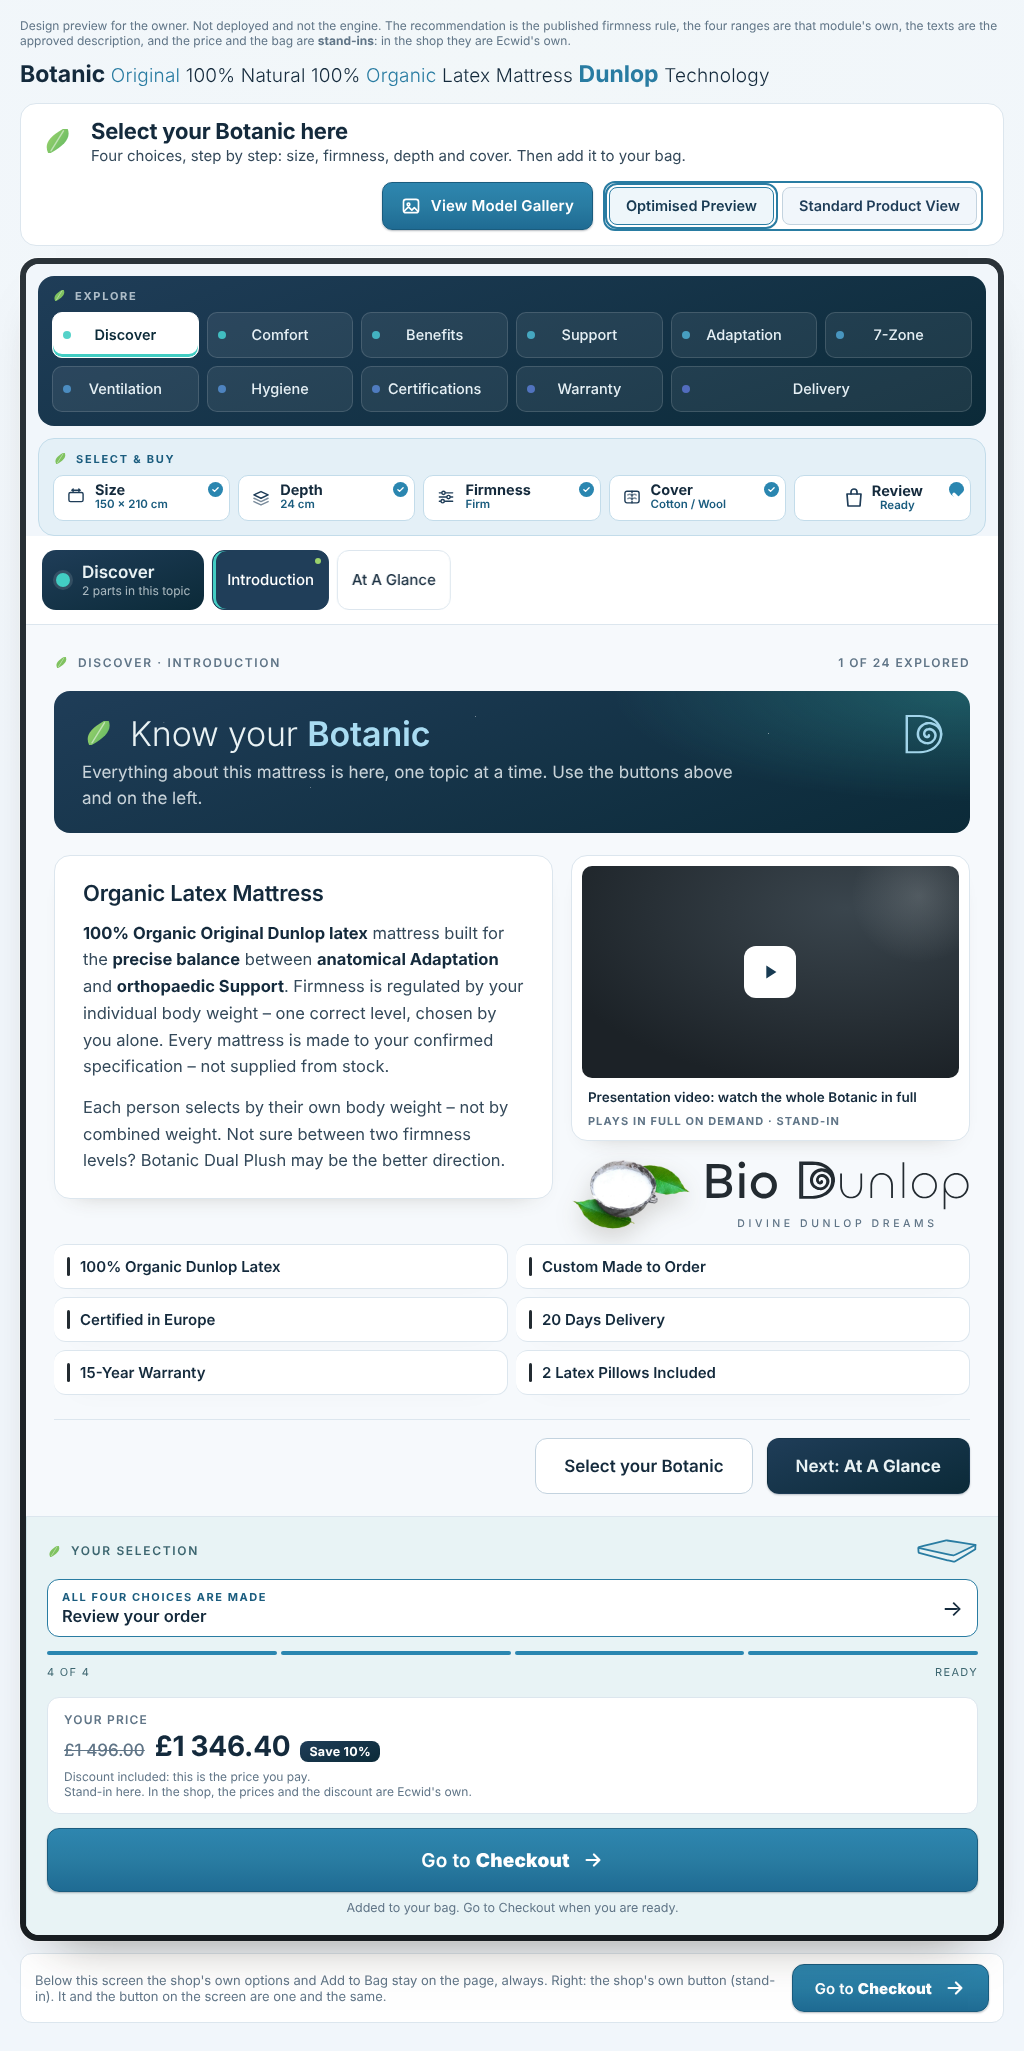 Design preview for the owner. Not deployed and not the engine. The recommendation is the published firmness rule, the four ranges are that module's own, the texts are the
approved description, and the price and the bag are stand-ins: in the shop they are Ecwid's own.
Botanic Original 100% Natural 100% Organic Latex Mattress Dunlop Technology
Select your Botanic here
Four choices, step by step: size, firmness, depth and cover. Then add it to your bag.
View Model Gallery
Optimised Preview
Standard Product View
EXPLORE
Discover
Comfort
Benefits
Support
Adaptation
7-Zone
Ventilation
Hygiene
Certifications
Warranty
Delivery
SELECT & BUY
Size
150 × 210 cm
Depth
24 cm
Firmness
Firm
Cover
Cotton / Wool
Review
Ready
Discover
2 parts in this topic
Introduction
At A Glance
DISCOVER · INTRODUCTION
1 OF 24 EXPLORED
Know your Botanic
Everything about this mattress is here, one topic at a time. Use the buttons above
and on the left.
Organic Latex Mattress
100% Organic Original Dunlop latex mattress built for
the precise balance between anatomical Adaptation
and orthopaedic Support. Firmness is regulated by your
individual body weight – one correct level, chosen by
you alone. Every mattress is made to your confirmed
specification – not supplied from stock.
Each person selects by their own body weight – not by
combined weight. Not sure between two firmness
levels? Botanic Dual Plush may be the better direction.
Presentation video: watch the whole Botanic in full
PLAYS IN FULL ON DEMAND · STAND-IN
Bio Dunlop
DIVINE DUNLOP DREAMS
100% Organic Dunlop Latex
Custom Made to Order
Certified in Europe
20 Days Delivery
15-Year Warranty
2 Latex Pillows Included
Select your Botanic
Next: At A Glance
YOUR SELECTION
ALL FOUR CHOICES ARE MADE
Review your order
4 OF 4
READY
YOUR PRICE
£1 496.00 £1 346.40 Save 10%
Discount included: this is the price you pay.
Stand-in here. In the shop, the prices and the discount are Ecwid's own.
Go to Checkout
Added to your bag. Go to Checkout when you are ready.
Below this screen the shop's own options and Add to Bag stay on the page, always. Right: the shop's own button (stand-
in). It and the button on the screen are one and the same.
Go to Checkout